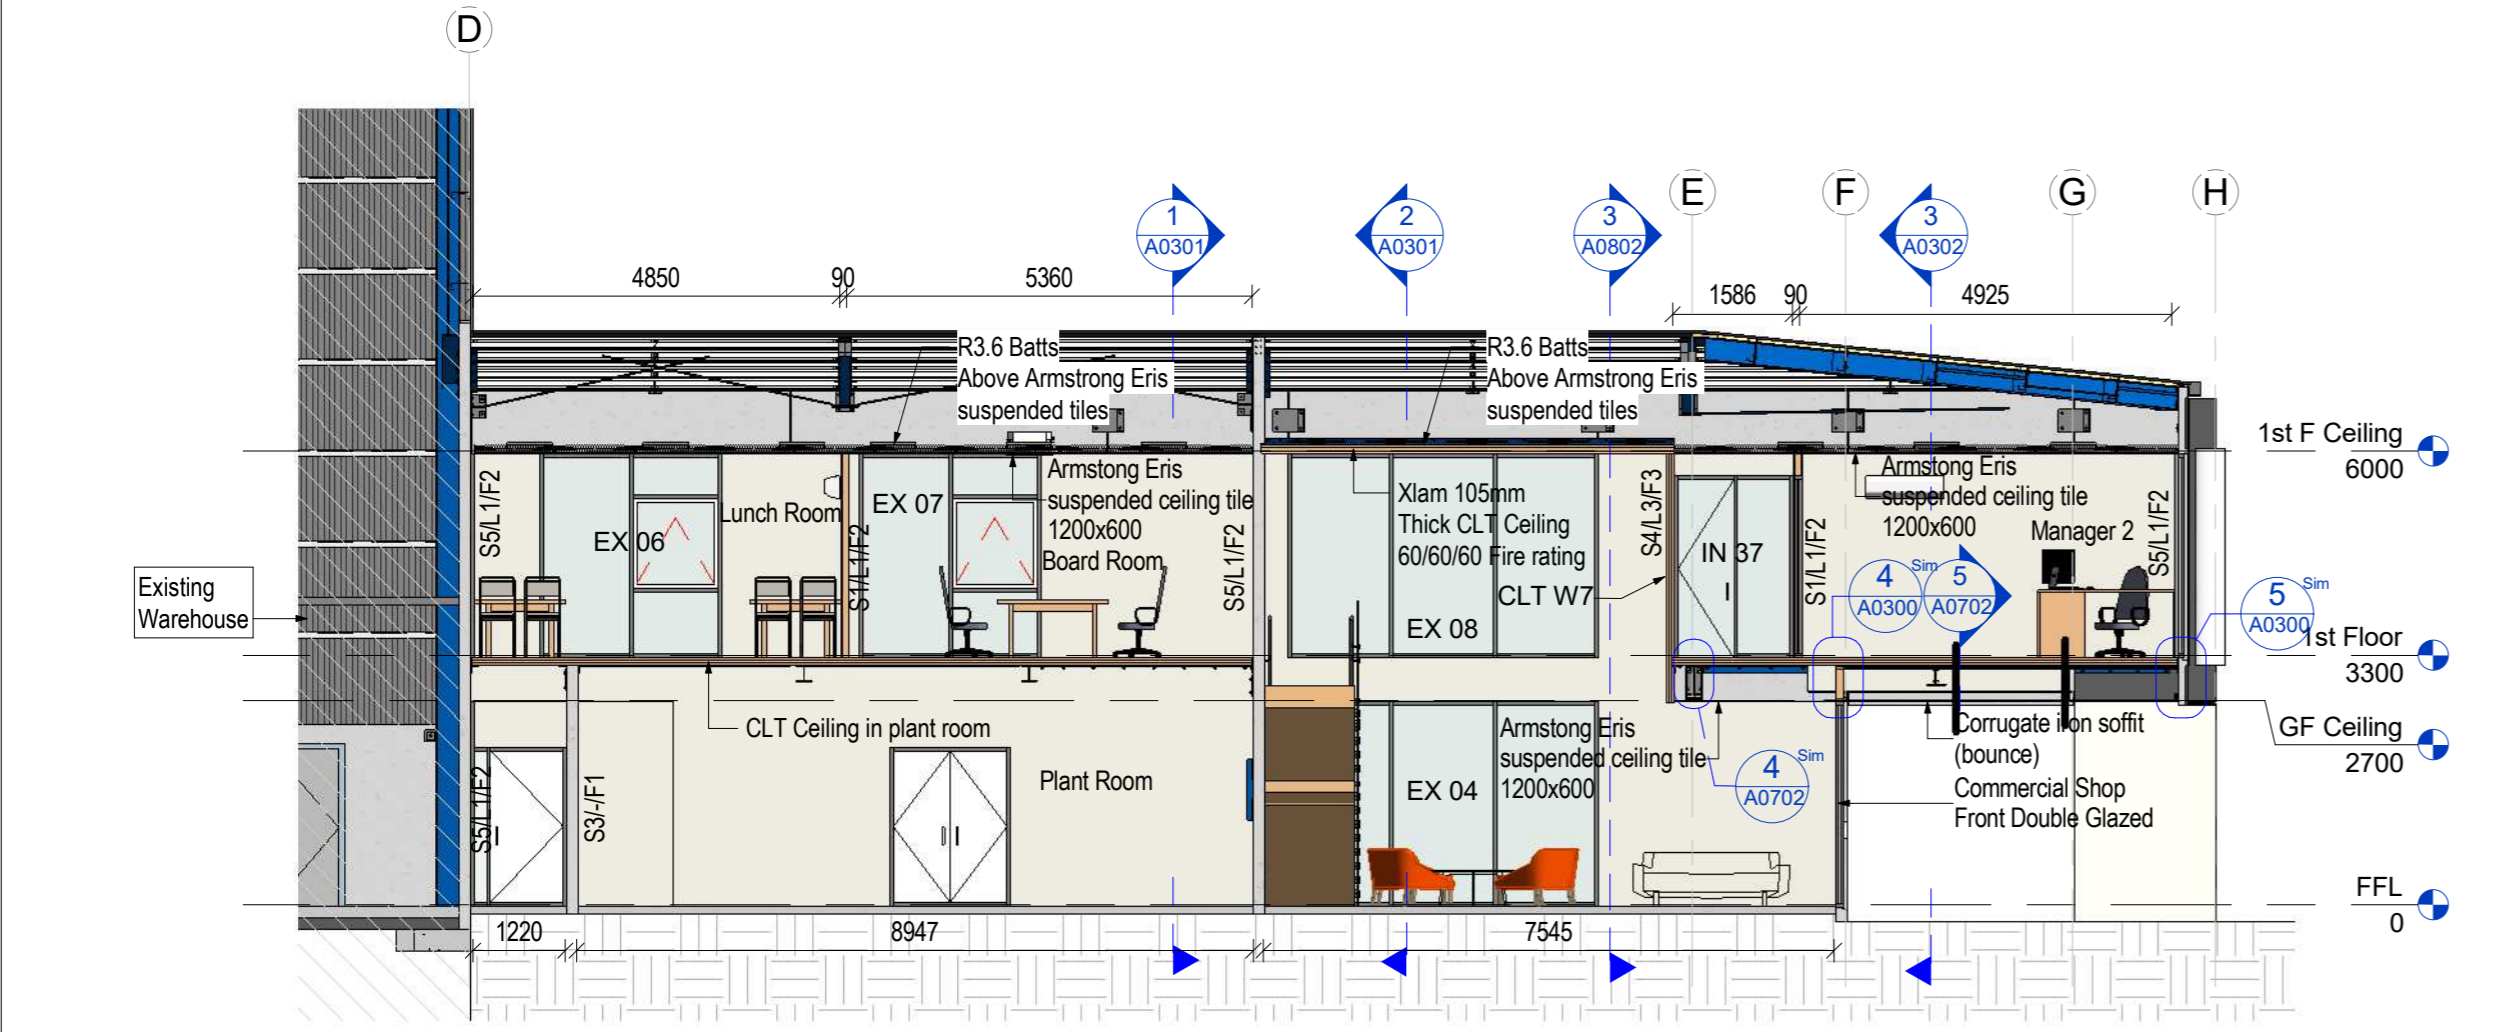 D
E
F
G
H
1
A0301
2
A0301
3
A0802
3
A0302
4850
90
5360
1586
90
4925
R3.6 Batts
Above Armstrong Eris
suspended tiles
R3.6 Batts
Above Armstrong Eris
suspended tiles
1st F Ceiling
6000
S5/L1/F2
EX 06
Lunch Room
S1/L1/F2
EX 07
Armstong Eris
suspended ceiling tile
1200x600
Board Room
S5/L1/F2
Xlam 105mm
Thick CLT Ceiling
60/60/60 Fire rating
CLT W7
EX 08
S4/L3/F3
IN 37
S1/L1/F2
Armstong Eris
suspended ceiling tile
1200x600
Manager 2
S5/L1/F2
4
A0300
Sim
5
A0702
5
A0300
Sim
Existing
Warehouse
1st Floor
3300
CLT Ceiling in plant room
Armstong Eris
suspended ceiling tile
1200x600
Corrugate iron soffit
(bounce)
GF Ceiling
2700
4
A0702
Sim
S5/L1/F2
S3/-/F1
Plant Room
EX 04
Commercial Shop
Front Double Glazed
FFL
0
1220
8947
7545